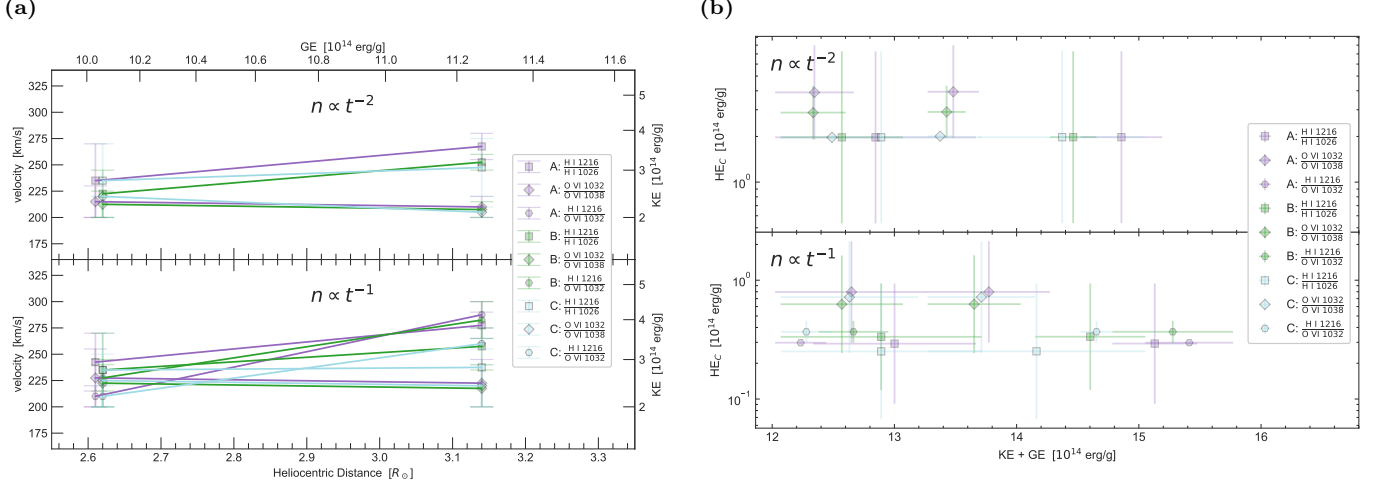 (a)
(b)
GE [10^14 erg/g]
10.0 10.2 10.4 10.6 10.8 11.0 11.2 11.4 11.6
n ∝ t^-2
velocity [km/s]
325
300
275
250
225
200
175
KE [10^14 erg/g]
5
4
3
2
n ∝ t^-1
velocity [km/s]
325
300
275
250
225
200
175
KE [10^14 erg/g]
5
4
3
2
2.6 2.7 2.8 2.9 3.0 3.1 3.2 3.3
Heliocentric Distance [R⊙]
A: H I 1216 / H I 1026
A: O VI 1032 / O VI 1038
A: H I 1216 / O VI 1032
B: H I 1216 / H I 1026
B: O VI 1032 / O VI 1038
B: H I 1216 / O VI 1032
C: H I 1216 / H I 1026
C: O VI 1032 / O VI 1038
C: H I 1216 / O VI 1032
n ∝ t^-2
HE_C [10^14 erg/g]
10^0
n ∝ t^-1
HE_C [10^14 erg/g]
10^0
10^-1
12 13 14 15 16
KE + GE [10^14 erg/g]
A: H I 1216 / H I 1026
A: O VI 1032 / O VI 1038
A: H I 1216 / O VI 1032
B: H I 1216 / H I 1026
B: O VI 1032 / O VI 1038
B: H I 1216 / O VI 1032
C: H I 1216 / H I 1026
C: O VI 1032 / O VI 1038
C: H I 1216 / O VI 1032